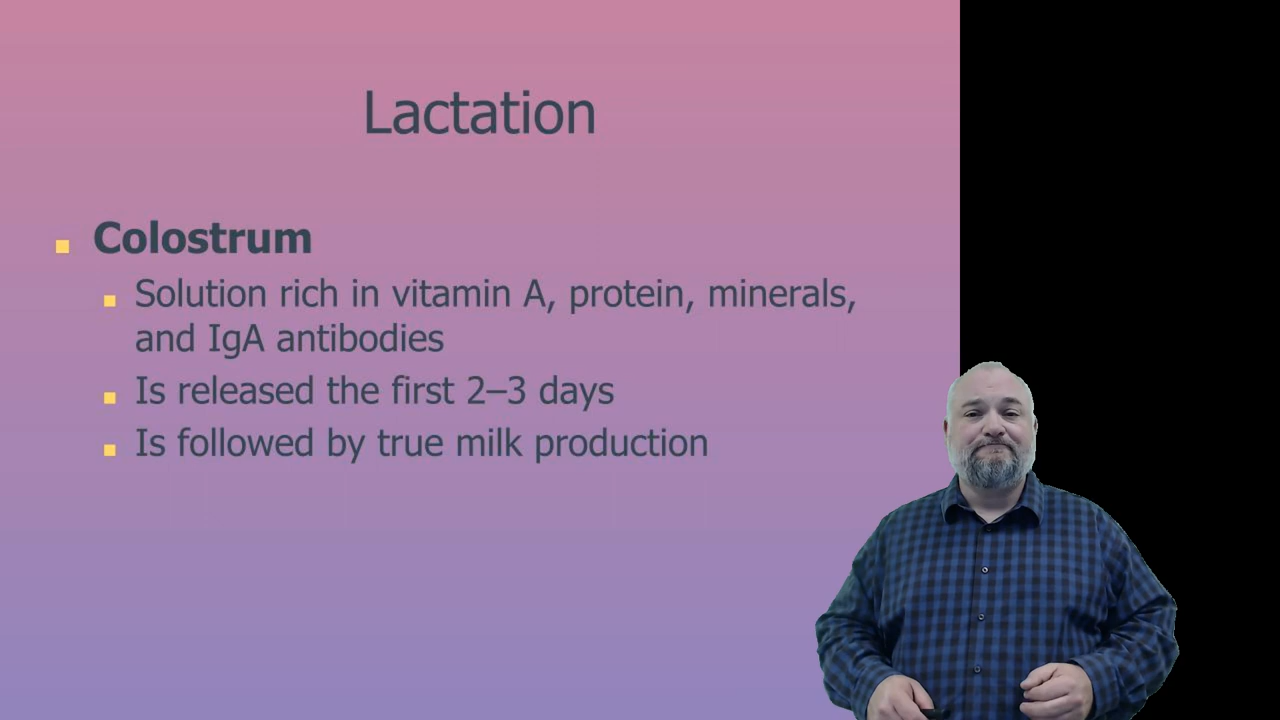 Lactation
Colostrum
Solution rich in vitamin A, protein, minerals,
and IgA antibodies
Is released the first 2–3 days
Is followed by true milk production